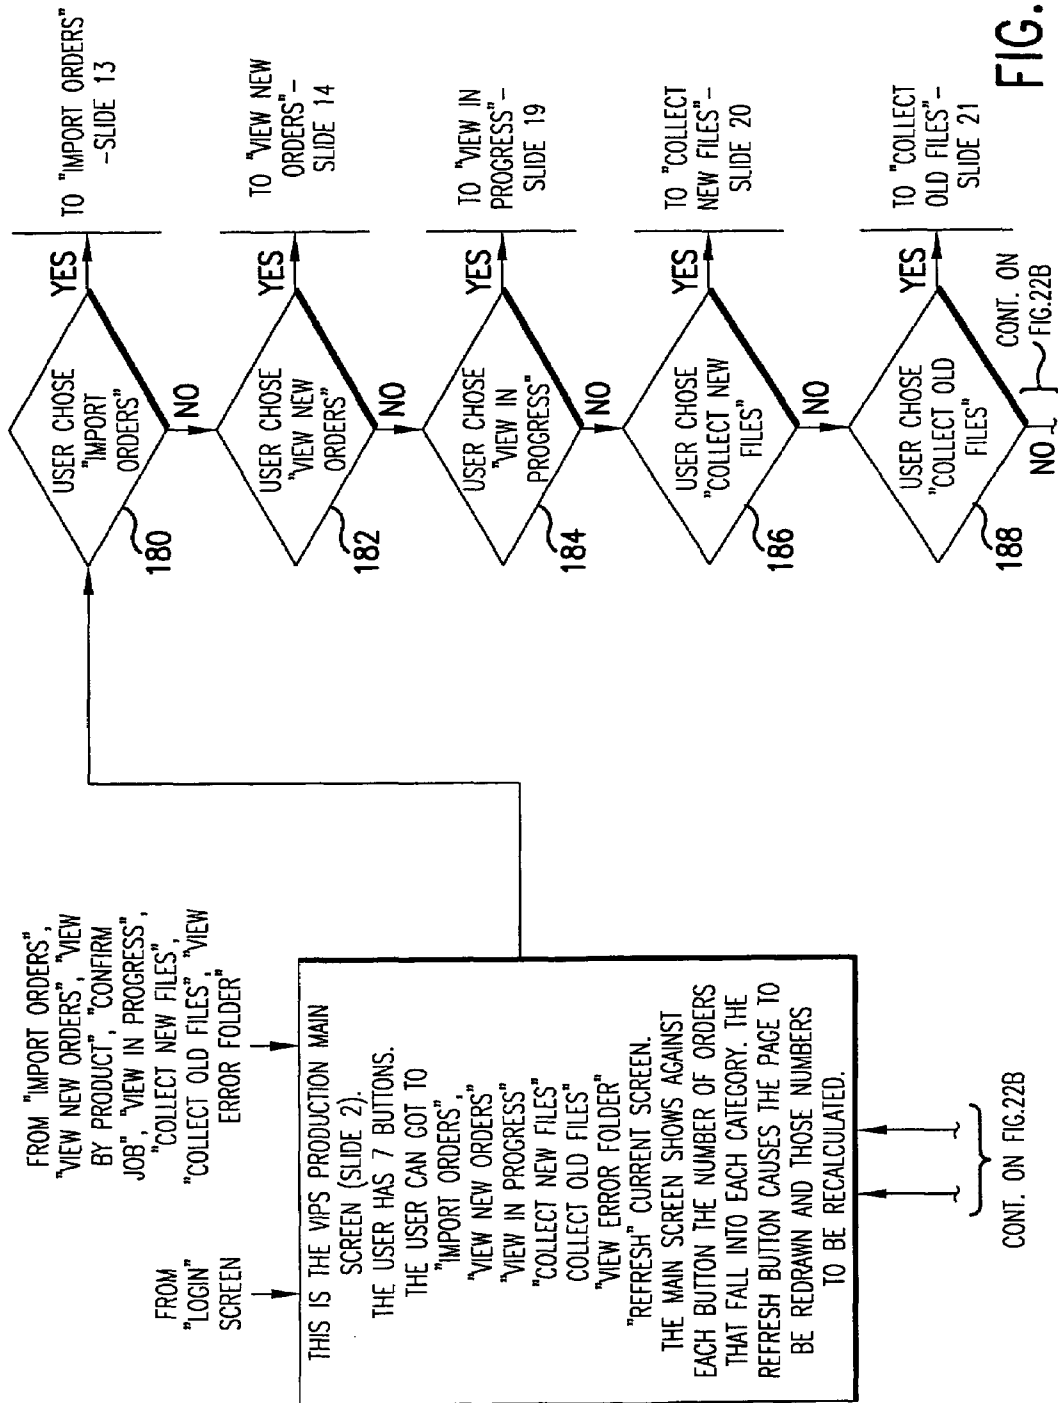 FROM "IMPORT ORDERS",
"VIEW NEW ORDERS", "VIEW
BY PRODUCT", "CONFIRM
JOB", "VIEW IN PROGRESS",
"COLLECT NEW FILES",
"COLLECT OLD FILES", "VIEW
ERROR FOLDER"
FROM
"LOGIN"
SCREEN
THIS IS THE VIPS PRODUCTION MAIN
SCREEN (SLIDE 2).
THE USER HAS 7 BUTTONS.
THE USER CAN GOT TO
"IMPORT ORDERS",
"VIEW NEW ORDERS"
"VIEW IN PROGRESS"
"COLLECT NEW FILES"
COLLECT OLD FILES"
"VIEW ERROR FOLDER"
"REFRESH" CURRENT SCREEN.
THE MAIN SCREEN SHOWS AGAINST
EACH BUTTON THE NUMBER OF ORDERS
THAT FALL INTO EACH CATEGORY. THE
REFRESH BUTTON CAUSES THE PAGE TO
BE REDRAWN AND THOSE NUMBERS
TO BE RECALCULATED.
CONT. ON FIG.22B
USER CHOSE
"IMPORT
ORDERS"
180
YES
TO "IMPORT ORDERS"
-SLIDE 13
NO
USER CHOSE
"VIEW NEW
ORDERS"
182
YES
TO "VIEW NEW
ORDERS"-
SLIDE 14
NO
USER CHOSE
"VIEW IN
PROGRESS"
184
YES
TO "VIEW IN
PROGRESS"-
SLIDE 19
NO
USER CHOSE
"COLLECT NEW
FILES"
186
YES
TO "COLLECT
NEW FILES"-
SLIDE 20
NO
USER CHOSE
"COLLECT OLD
FILES"
188
YES
TO "COLLECT
OLD FILES"-
SLIDE 21
NO
CONT. ON
FIG.22B
FIG.